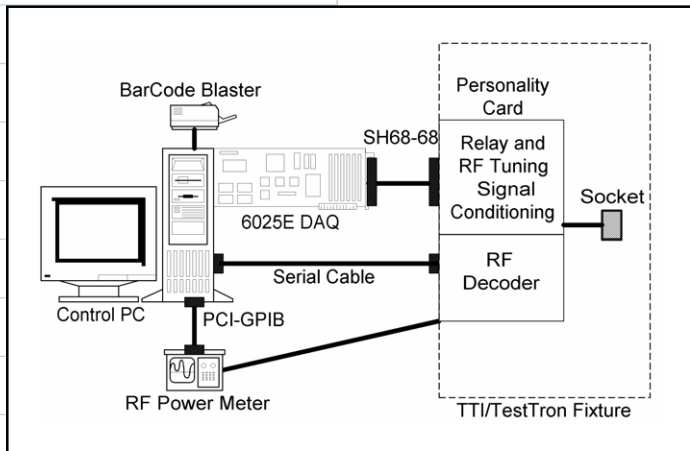 BarCode Blaster
Personality
Card
SH68-68
Relay and
RF Tuning
Signal
Conditioning
Socket
6025E DAQ
RF
Decoder
Serial Cable
Control PC
PCI-GPIB
RF Power Meter
TTI/TestTron Fixture